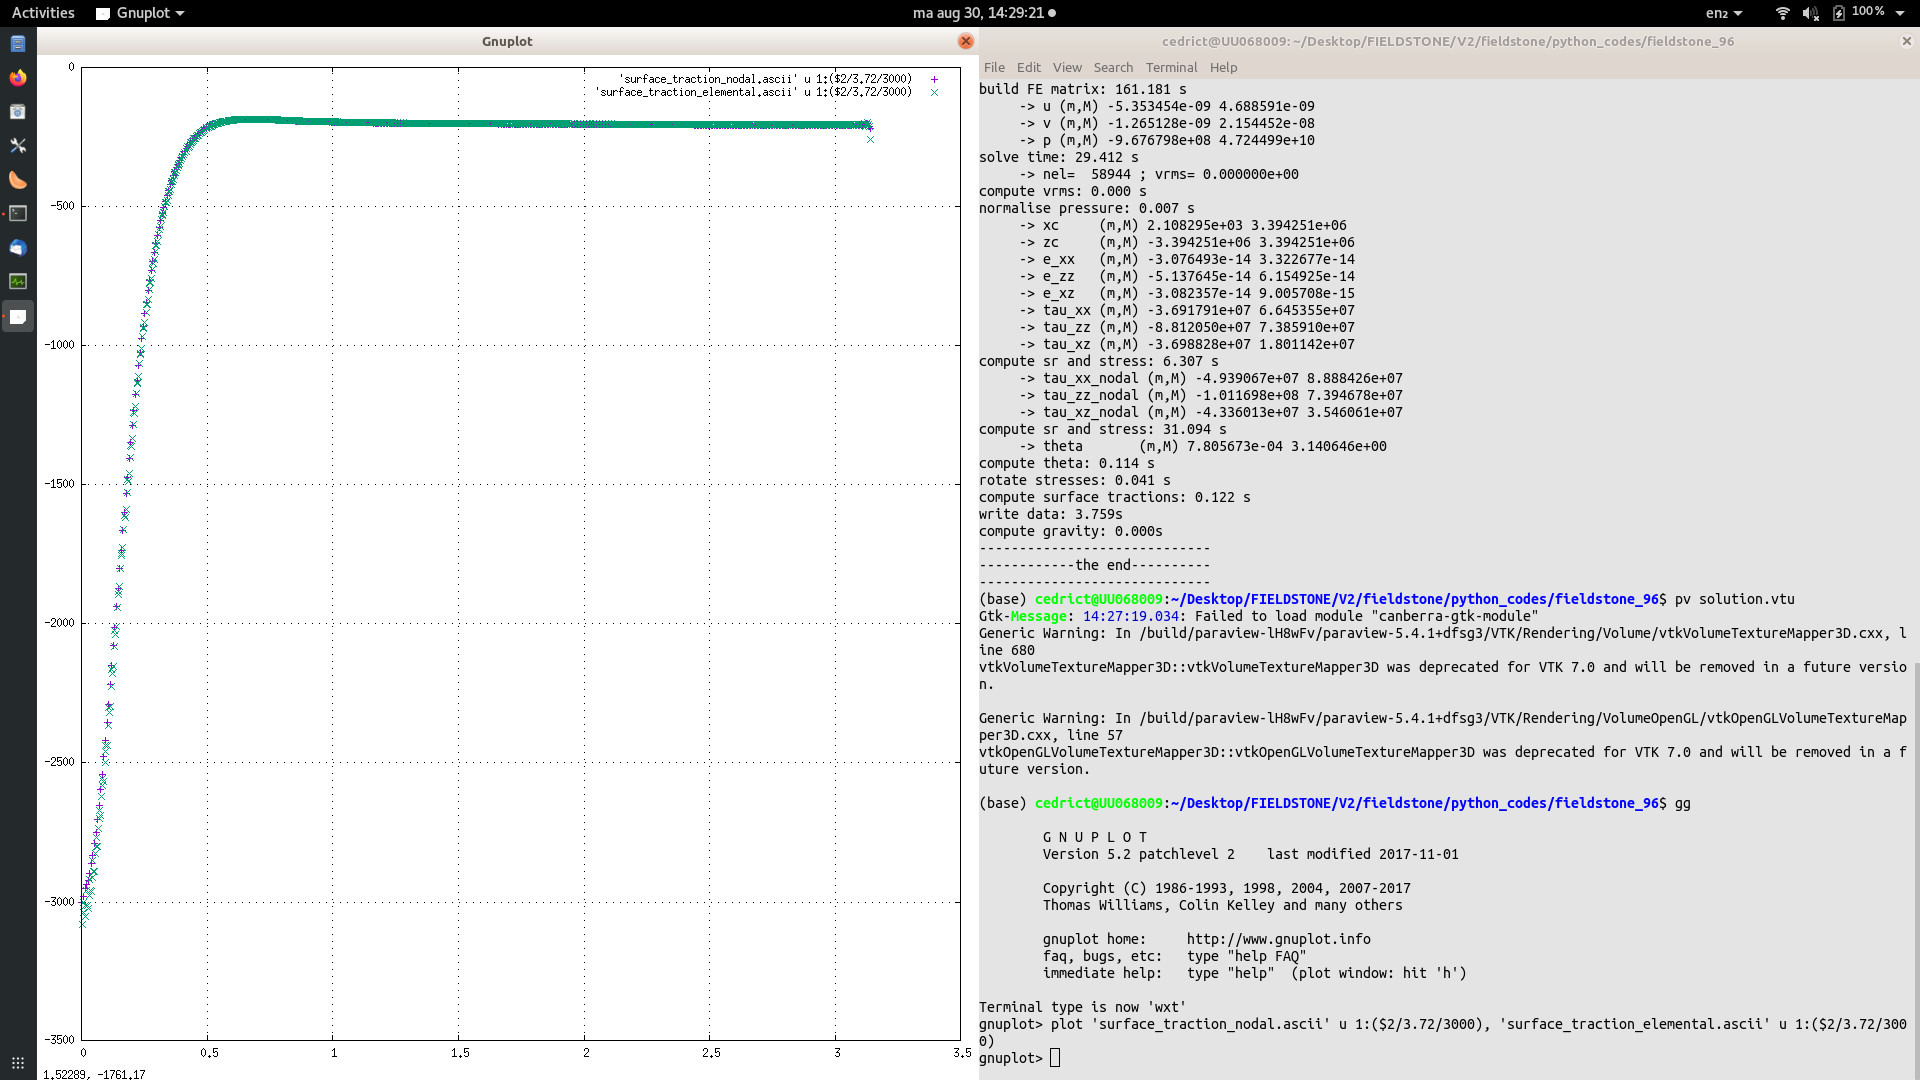 Activities
Gnuplot
ma aug 30, 14:29:21
en₂
100%
Gnuplot
'surface_traction_nodal.ascii' u 1:($2/3.72/3000)
'surface_traction_elemental.ascii' u 1:($2/3.72/3000)
0
-500
-1000
-1500
-2000
-2500
-3000
-3500
0
0.5
1
1.5
2
2.5
3
3.5
1.52289, -1761.17
cedrict@UU068009: ~/Desktop/FIELDSTONE/V2/fieldstone/python_codes/fieldstone_96
File Edit View Search Terminal Help
build FE matrix: 161.181 s
-> u (m,M) -5.353454e-09 4.688591e-09
-> v (m,M) -1.265128e-09 2.154452e-08
-> p (m,M) -9.676798e+08 4.724499e+10
solve time: 29.412 s
-> nel= 58944 ; vrms= 0.000000e+00
compute vrms: 0.000 s
normalise pressure: 0.007 s
-> xc (m,M) 2.108295e+03 3.394251e+06
-> zc (m,M) -3.394251e+06 3.394251e+06
-> e_xx (m,M) -3.076493e-14 3.322677e-14
-> e_zz (m,M) -5.137645e-14 6.154925e-14
-> e_xz (m,M) -3.082357e-14 9.005708e-15
-> tau_xx (m,M) -3.691791e+07 6.645355e+07
-> tau_zz (m,M) -8.812050e+07 7.385910e+07
-> tau_xz (m,M) -3.698828e+07 1.801142e+07
compute sr and stress: 6.307 s
-> tau_xx_nodal (m,M) -4.939067e+07 8.888426e+07
-> tau_zz_nodal (m,M) -1.011698e+08 7.394678e+07
-> tau_xz_nodal (m,M) -4.336013e+07 3.546061e+07
compute sr and stress: 31.094 s
-> theta (m,M) 7.805673e-04 3.140646e+00
compute theta: 0.114 s
rotate stresses: 0.041 s
compute surface tractions: 0.122 s
write data: 3.759s
compute gravity: 0.000s
-----------------------------
------------the end----------
-----------------------------
(base) cedrict@UU068009:~/Desktop/FIELDSTONE/V2/fieldstone/python_codes/fieldstone_96$ pv solution.vtu
Gtk-Message: 14:27:19.034: Failed to load module "canberra-gtk-module"
Generic Warning: In /build/paraview-lH8wFv/paraview-5.4.1+dfsg3/VTK/Rendering/Volume/vtkVolumeTextureMapper3D.cxx, l
ine 680
vtkVolumeTextureMapper3D::vtkVolumeTextureMapper3D was deprecated for VTK 7.0 and will be removed in a future versio
n.
Generic Warning: In /build/paraview-lH8wFv/paraview-5.4.1+dfsg3/VTK/Rendering/VolumeOpenGL/vtkOpenGLVolumeTextureMap
per3D.cxx, line 57
vtkOpenGLVolumeTextureMapper3D::vtkOpenGLVolumeTextureMapper3D was deprecated for VTK 7.0 and will be removed in a f
uture version.
(base) cedrict@UU068009:~/Desktop/FIELDSTONE/V2/fieldstone/python_codes/fieldstone_96$ gg
G N U P L O T
Version 5.2 patchlevel 2 last modified 2017-11-01
Copyright (C) 1986-1993, 1998, 2004, 2007-2017
Thomas Williams, Colin Kelley and many others
gnuplot home: http://www.gnuplot.info
faq, bugs, etc: type "help FAQ"
immediate help: type "help" (plot window: hit 'h')
Terminal type is now 'wxt'
gnuplot> plot 'surface_traction_nodal.ascii' u 1:($2/3.72/3000), 'surface_traction_elemental.ascii' u 1:($2/3.72/300
0)
gnuplot>